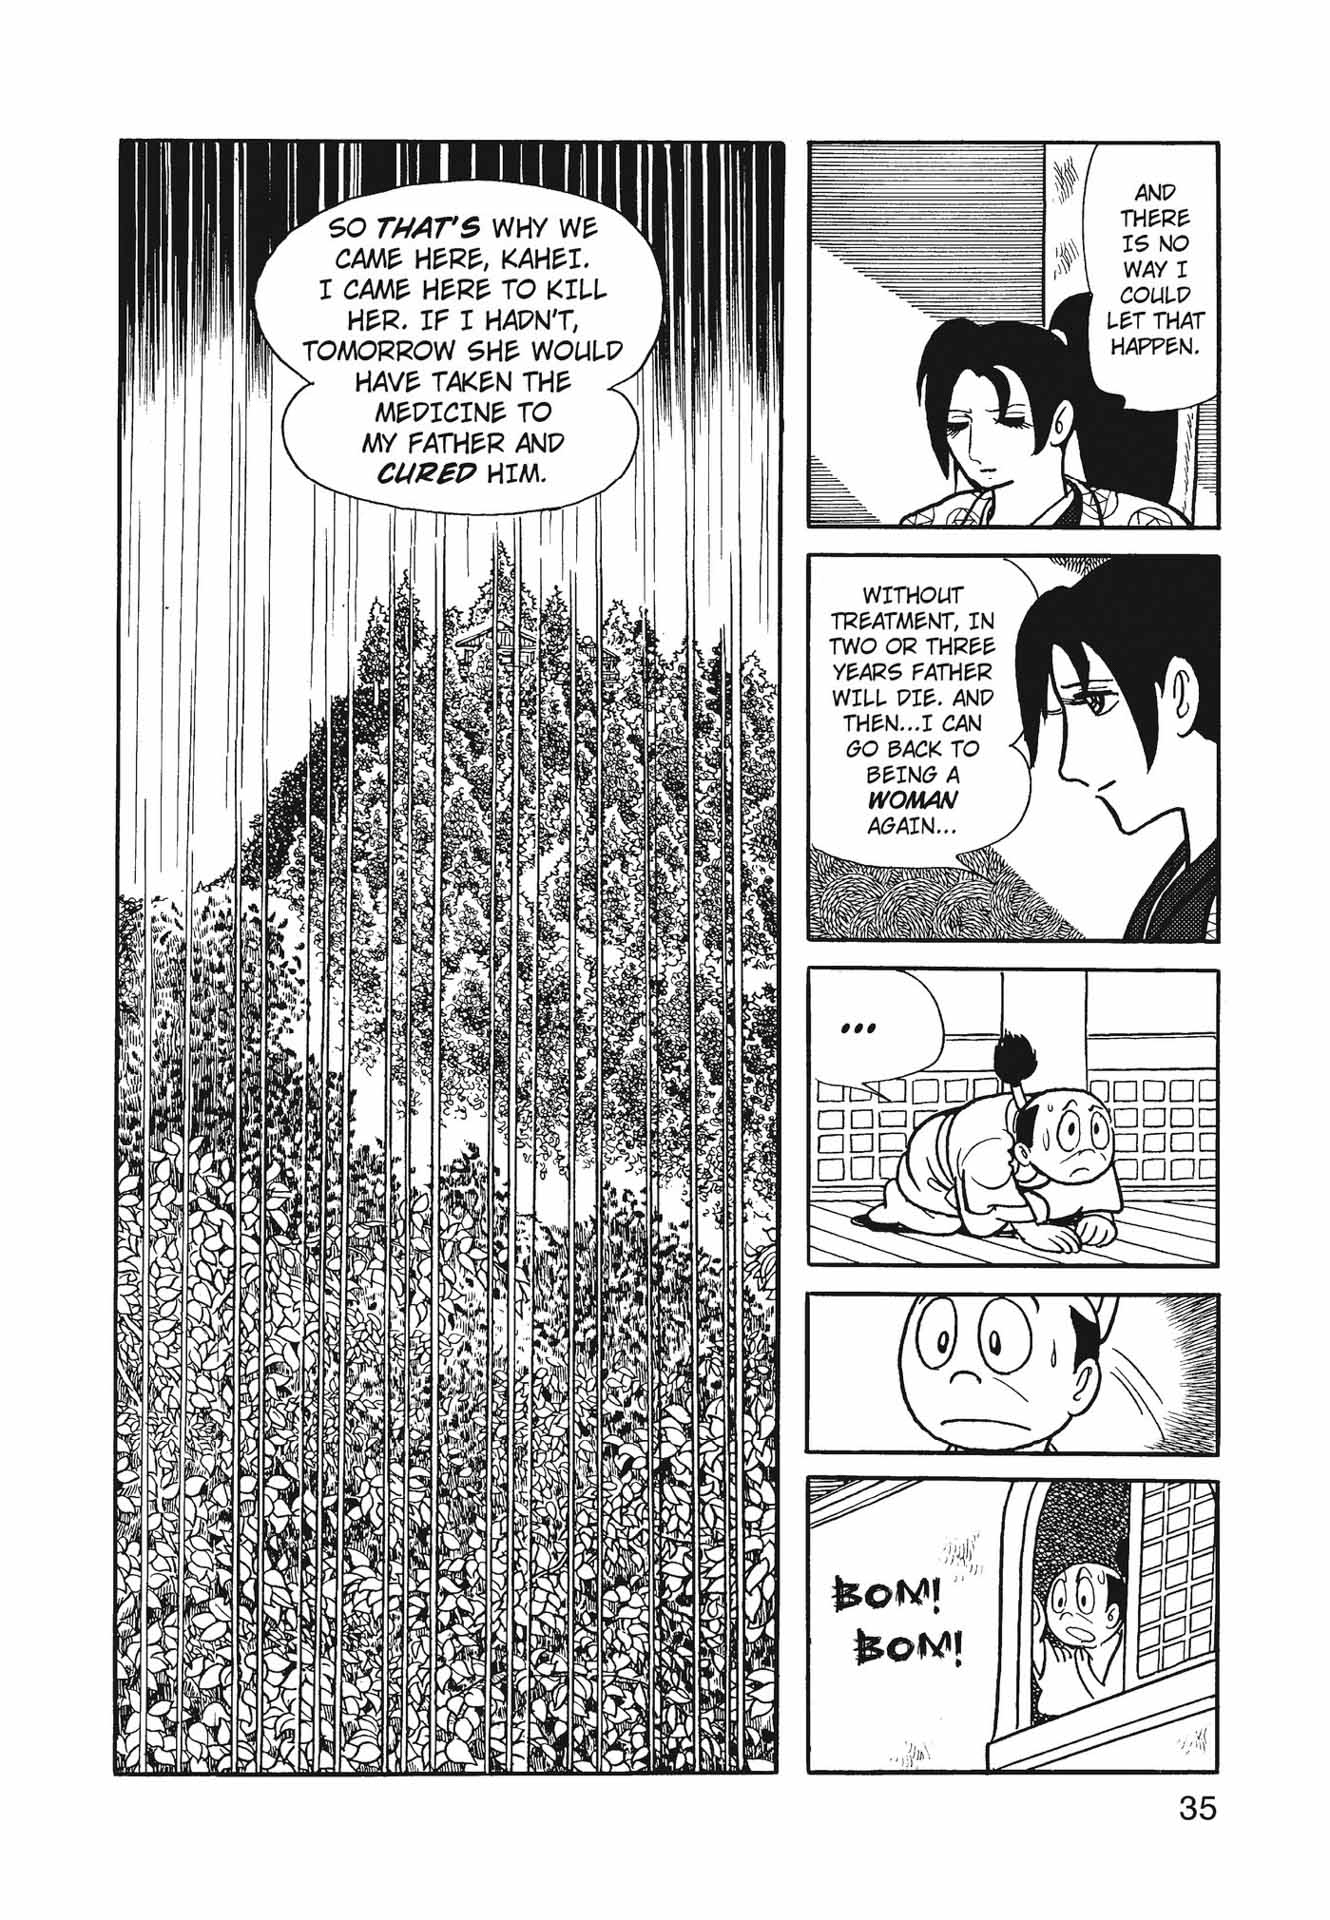 AND
THERE
IS NO
WAY I
COULD
LET THAT
HAPPEN.
WITHOUT
TREATMENT, IN
TWO OR THREE
YEARS FATHER
WILL DIE. AND
THEN...I CAN
GO BACK TO
BEING A
WOMAN
AGAIN...
...
BOM!
BOM!
SO THAT'S WHY WE
CAME HERE, KAHEI.
I CAME HERE TO KILL
HER. IF I HADN'T,
TOMORROW SHE WOULD
HAVE TAKEN THE
MEDICINE TO
MY FATHER AND
CURED HIM.
35